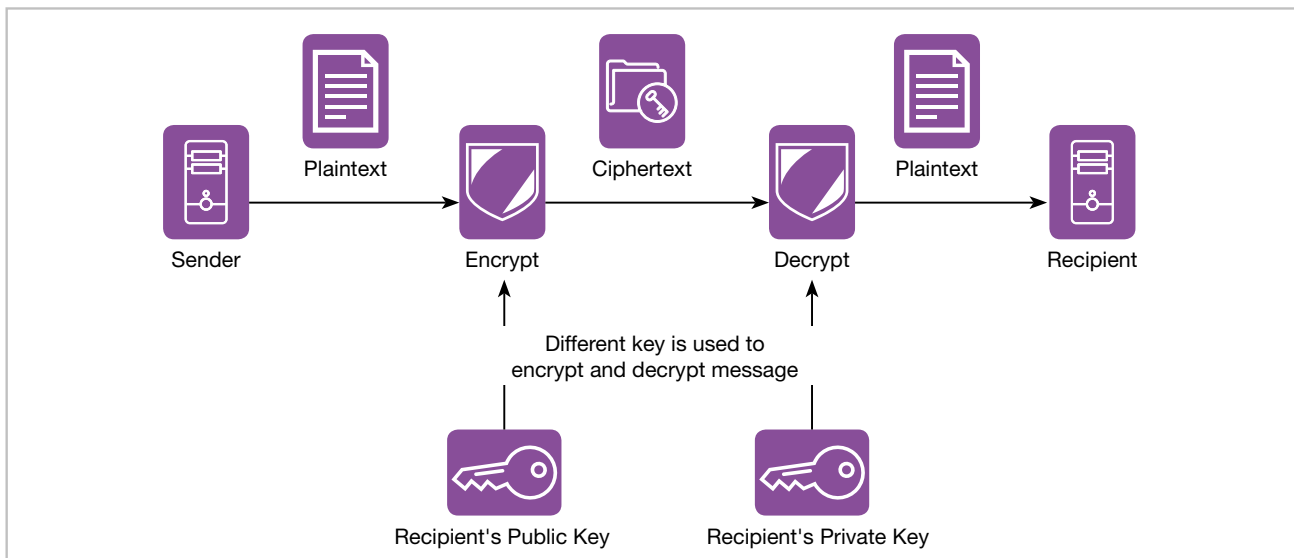 Plaintext
Ciphertext
Plaintext
Sender
Encrypt
Decrypt
Recipient
Different key is used to
encrypt and decrypt message
Recipient's Public Key
Recipient's Private Key